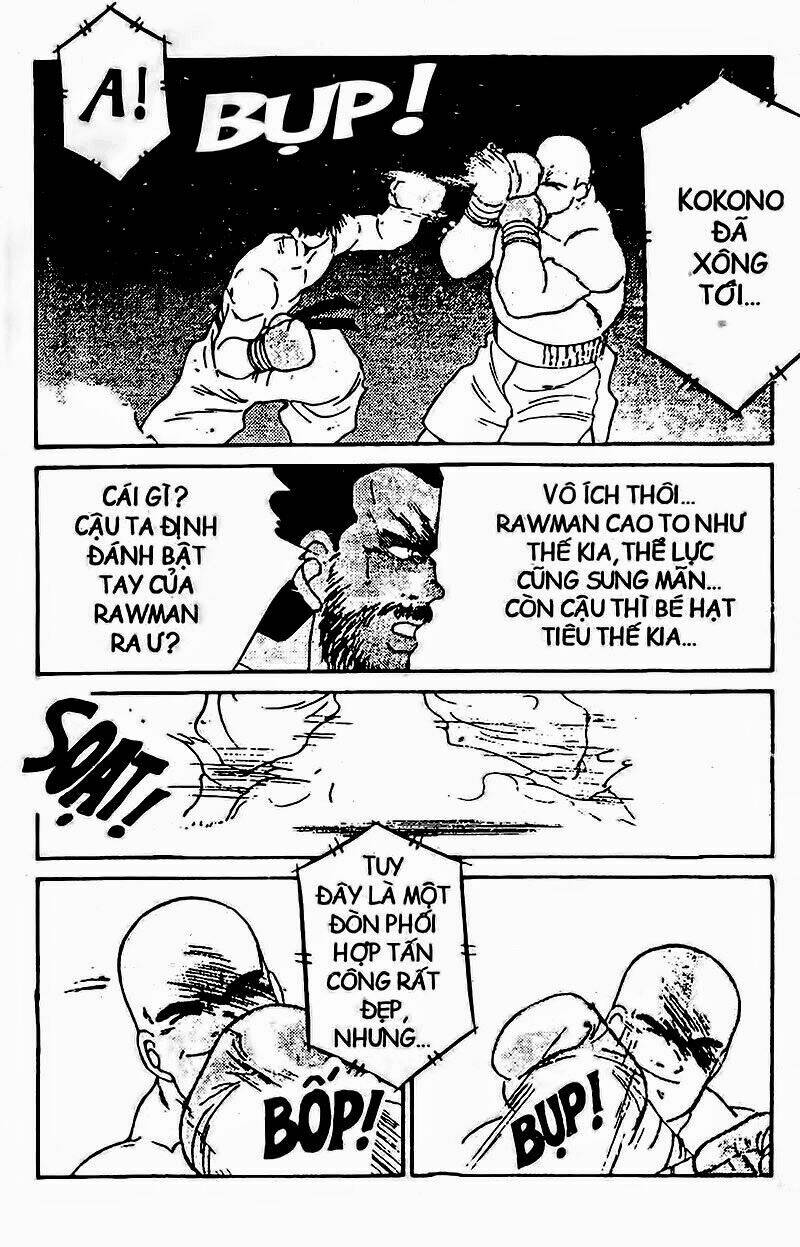 A!
BỤP!
KOKONO
ĐÃ
XÔNG
TỚI...
CÁI GÌ?
CẬU TA ĐỊNH
ĐÁNH BẬT
TAY CỦA
RAWMAN
RA Ư?
VÔ ÍCH THÔI...
RAWMAN CAO TO NHƯ
THẾ KIA, THỂ LỰC
CŨNG SUNG MÃN...
CÒN CẬU THÌ BÉ HẠT
TIÊU THẾ KIA...
SOẠT!
TUY
ĐÂY LÀ MỘT
ĐÒN PHỐI
HỢP TẤN
CÔNG RẤT
ĐẸP,
NHƯNG...
BỐP!
BỤP!